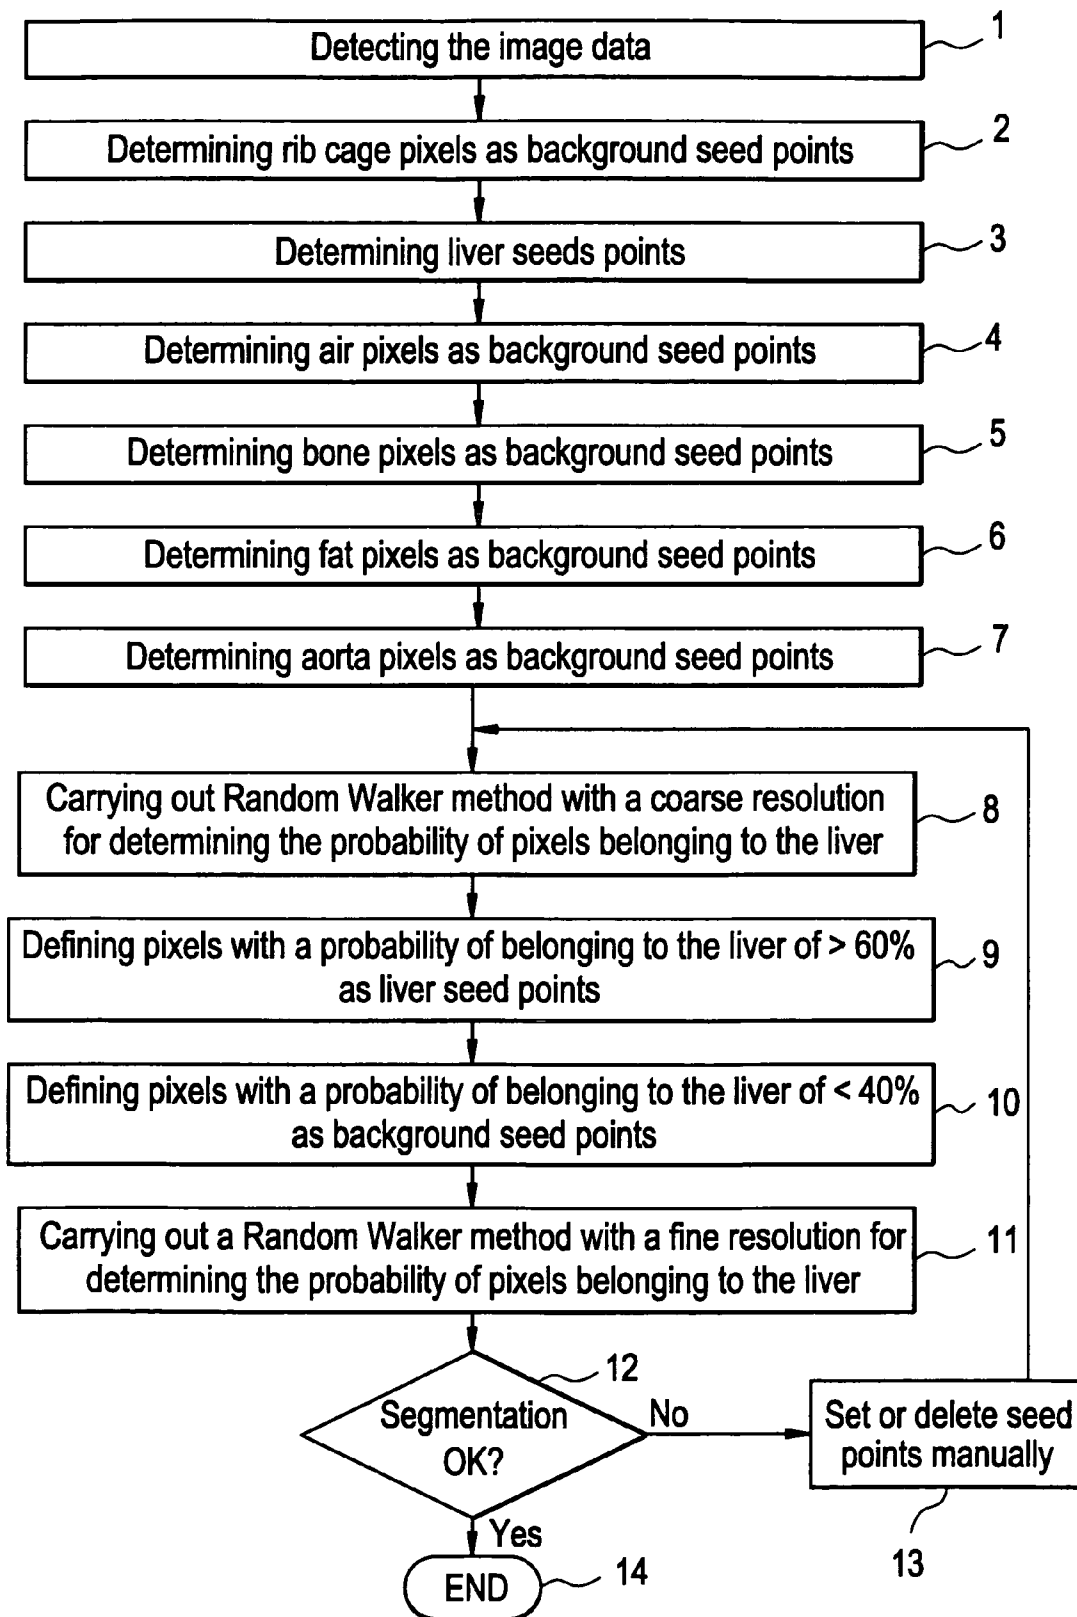 Detecting the image data
1
Determining rib cage pixels as background seed points
2
Determining liver seeds points
3
Determining air pixels as background seed points
4
Determining bone pixels as background seed points
5
Determining fat pixels as background seed points
6
Determining aorta pixels as background seed points
7
Carrying out Random Walker method with a coarse resolution
for determining the probability of pixels belonging to the liver
8
Defining pixels with a probability of belonging to the liver of > 60%
as liver seed points
9
Defining pixels with a probability of belonging to the liver of < 40%
as background seed points
10
Carrying out a Random Walker method with a fine resolution for
determining the probability of pixels belonging to the liver
11
12
Segmentation
OK?
No
Set or delete seed
points manually
13
Yes
END
14